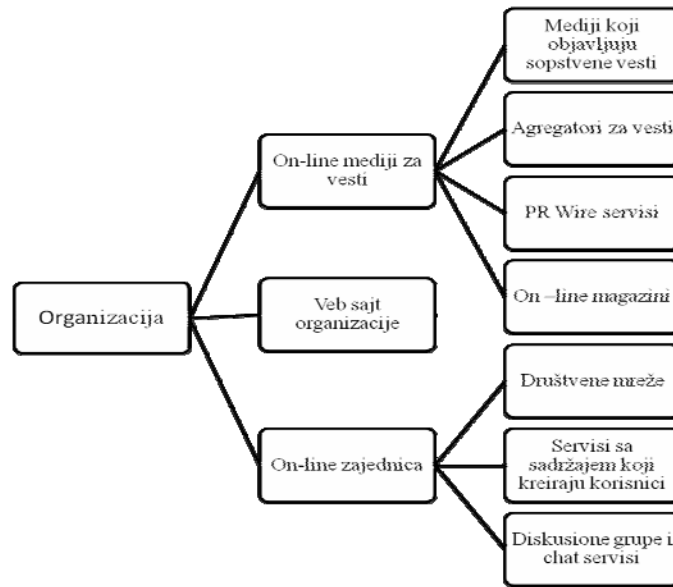 Organizacija
On-line mediji za
vesti
Veb sajt
organizacije
On-line zajednica
Mediji koji
objavljuju
sopstvene vesti
Agregatori za vesti
PR Wire servisi
On –line magazini
Društvene mreže
Servisi sa
sadržajem koji
kreiraju korisnici
Diskusione grupe i
chat servisi